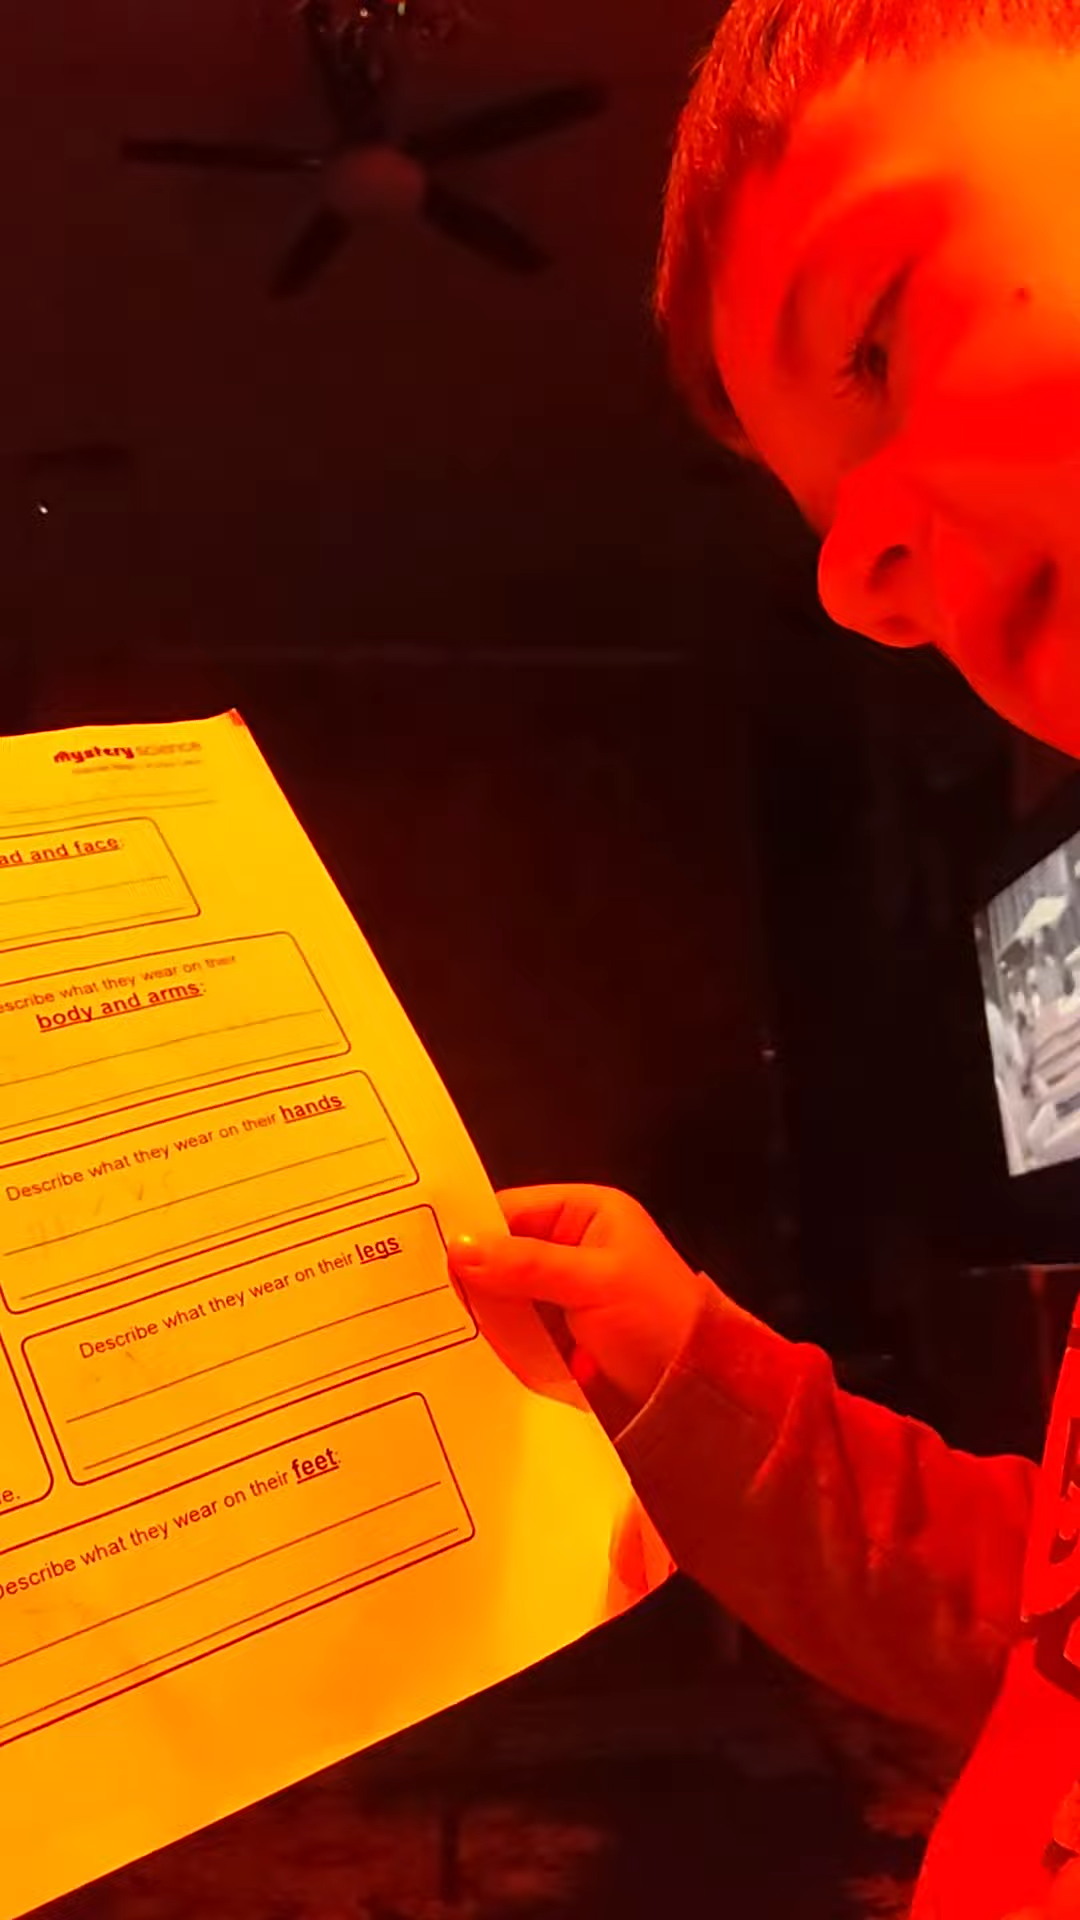 mystery science
ad and face:
escribe what they wear on their
body and arms:
Describe what they wear on their hands
Describe what they wear on their legs
le.
Describe what they wear on their feet: